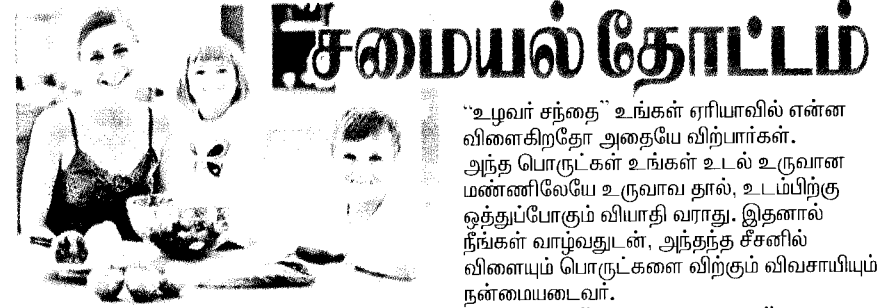 சமையல் தோட்டம்
“உழவர் சந்தை” உங்கள் ஏரியாவில் என்ன
விளைகிறதோ அதையே விற்பார்கள்.
அந்த பொருட்கள் உங்கள் உடல் உருவான
மண்ணிலேயே உருவாவ தால், உடம்பிற்கு
ஒத்துப்போகும் வியாதி வராது. இதனால்
நீங்கள் வாழ்வதுடன், அந்தந்த சீசனில்
விளையும் பொருட்களை விற்கும் விவசாயியும்
நன்மையடைவர்.